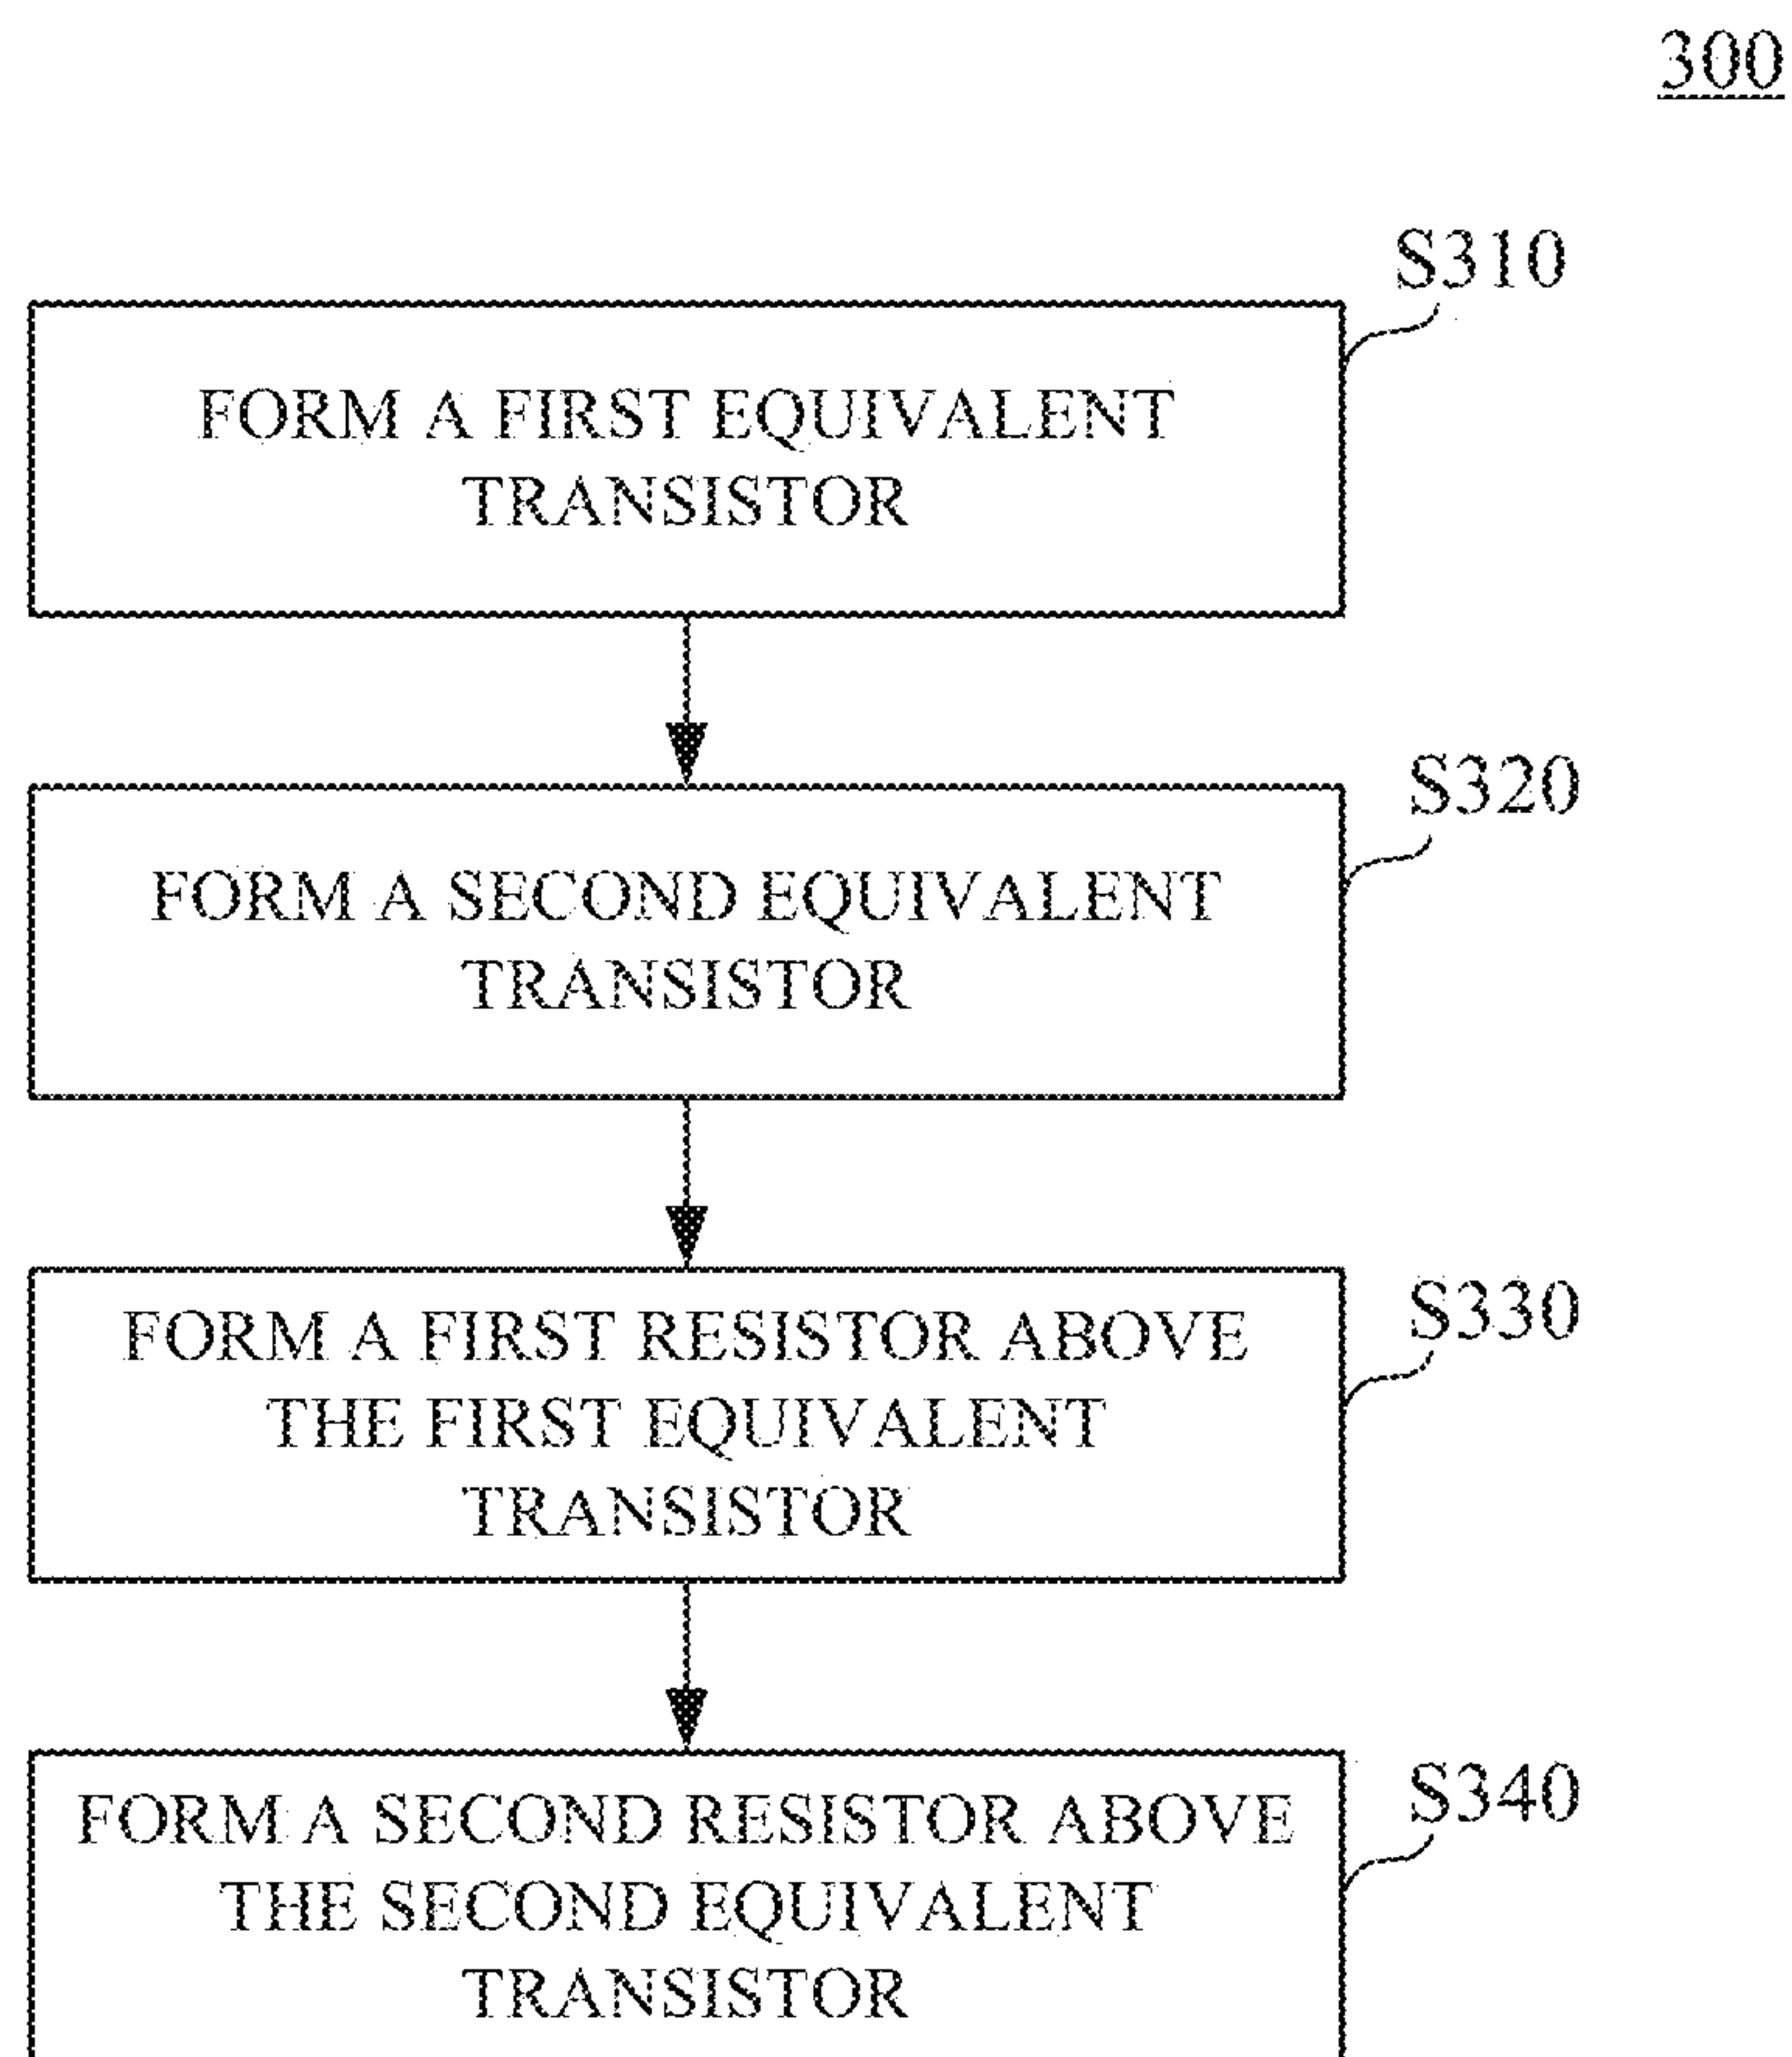 300
S310
FORM A FIRST EQUIVALENT
TRANSISTOR
S320
FORM A SECOND EQUIVALENT
TRANSISTOR
S330
FORM A FIRST RESISTOR ABOVE
THE FIRST EQUIVALENT
TRANSISTOR
S340
FORM A SECOND RESISTOR ABOVE
THE SECOND EQUIVALENT
TRANSISTOR